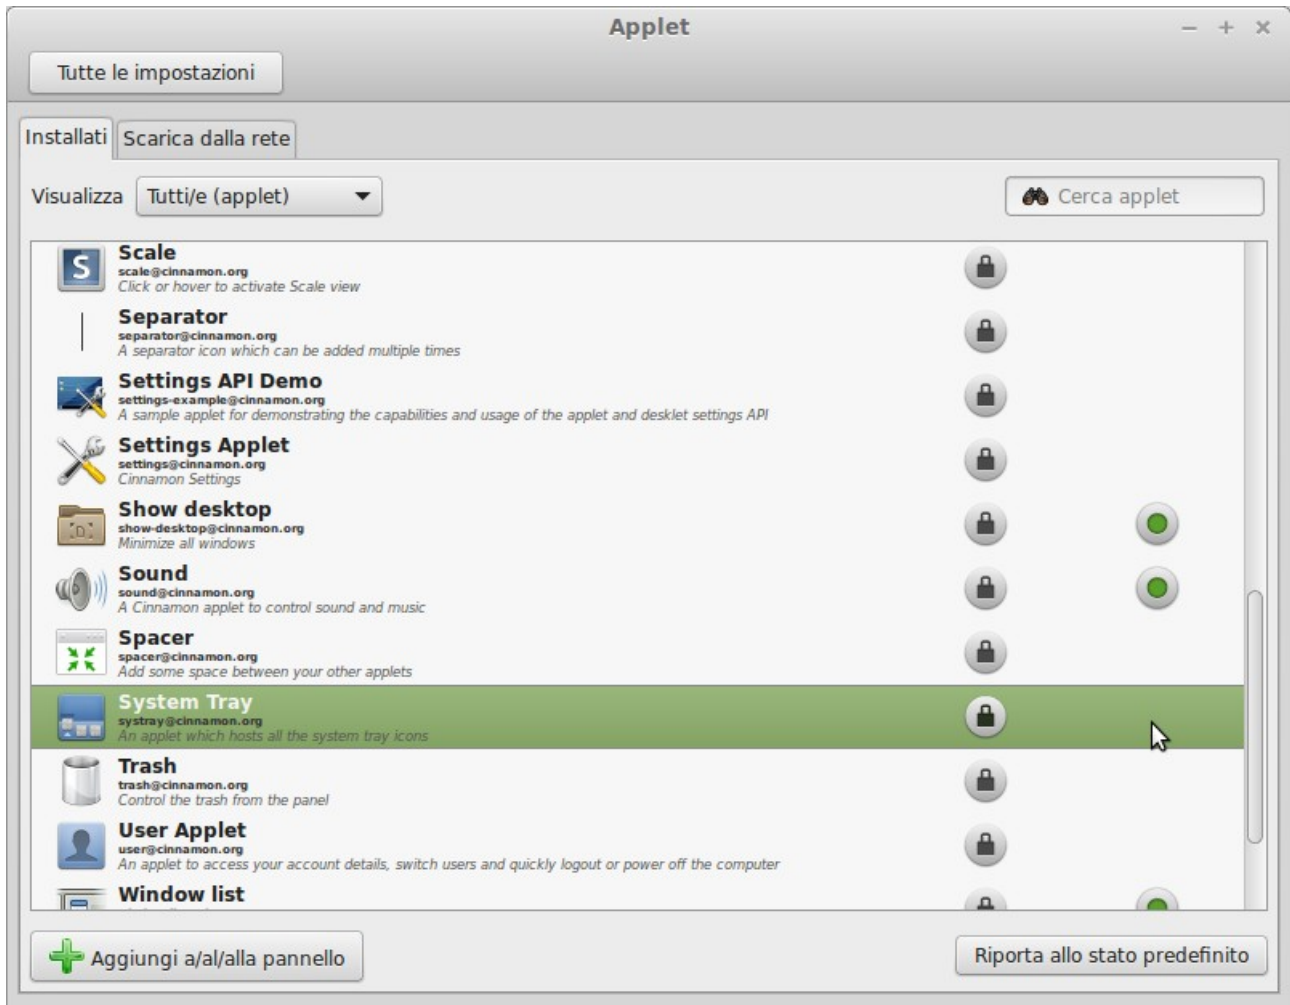 Applet
Tutte le impostazioni
Installati
Scarica dalla rete
Visualizza
Tutti/e (applet)
Cerca applet
Scale
scale@cinnamon.org
Click or hover to activate Scale view
Separator
separator@cinnamon.org
A separator icon which can be added multiple times
Settings API Demo
settings-example@cinnamon.org
A sample applet for demonstrating the capabilities and usage of the applet and desklet settings API
Settings Applet
settings@cinnamon.org
Cinnamon Settings
Show desktop
show-desktop@cinnamon.org
Minimize all windows
Sound
sound@cinnamon.org
A Cinnamon applet to control sound and music
Spacer
spacer@cinnamon.org
Add some space between your other applets
System Tray
systray@cinnamon.org
An applet which hosts all the system tray icons
Trash
trash@cinnamon.org
Control the trash from the panel
User Applet
user@cinnamon.org
An applet to access your account details, switch users and quickly logout or power off the computer
Window list
Aggiungi a/al/alla pannello
Riporta allo stato predefinito